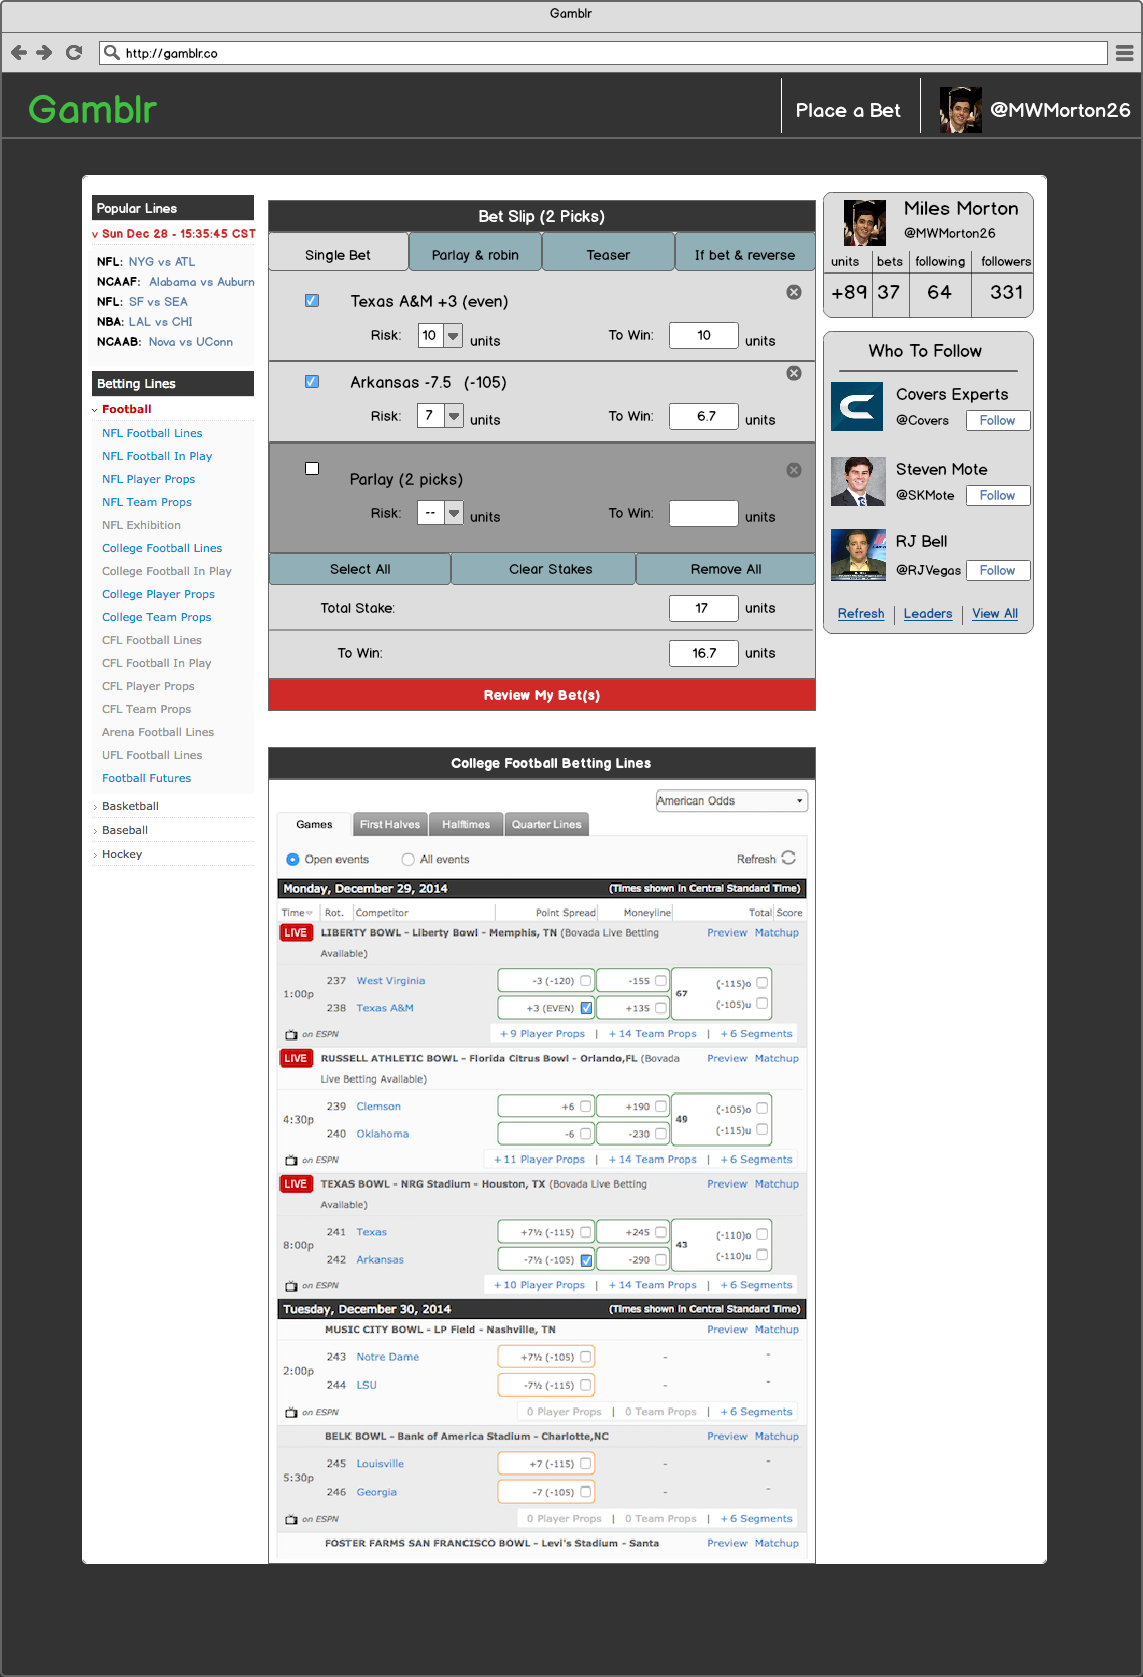 Gamblr
http://gamblr.co
Gamblr
Place a Bet
@MWMorton26
Popular Lines
v Sun Dec 28 - 15:35:45 CST
NFL: NYG vs ATL
NCAAF: Alabama vs Auburn
NFL: SF vs SEA
NBA: LAL vs CHI
NCAAB: Nova vs UConn
Betting Lines
Football
NFL Football Lines
NFL Football In Play
NFL Player Props
NFL Team Props
NFL Exhibition
College Football Lines
College Football In Play
College Player Props
College Team Props
CFL Football Lines
CFL Football In Play
CFL Player Props
CFL Team Props
Arena Football Lines
UFL Football Lines
Football Futures
Basketball
Baseball
Hockey
Bet Slip (2 Picks)
Single Bet Parlay & robin Teaser If bet & reverse
Texas A&M +3 (even)
Risk: 10 units To Win: 10 units
Arkansas -7.5 (-105)
Risk: 7 units To Win: 6.7 units
Parlay (2 picks)
Risk: -- units To Win: units
Select All Clear Stakes Remove All
Total Stake: 17 units
To Win: 16.7 units
Review My Bet(s)
College Football Betting Lines
American Odds
Games First Halves Halftimes Quarter Lines
Open events All events Refresh
Monday, December 29, 2014 (Times shown in Central Standard Time)
Time Rot. Competitor Point Spread Moneyline Total Score
LIVE LIBERTY BOWL - Liberty Bowl - Memphis, TN (Bovada Live Betting Preview Matchup
Available)
237 West Virginia -3 (-120) -155 (-115)o
1:00p 67
238 Texas A&M +3 (EVEN) +135 (-105)u
on ESPN +9 Player Props | +14 Team Props | +6 Segments
LIVE RUSSELL ATHLETIC BOWL - Florida Citrus Bowl - Orlando,FL (Bovada Preview Matchup
Live Betting Available)
239 Clemson +6 +190 (-105)o
4:30p 49
240 Oklahoma -6 -230 (-115)u
on ESPN +11 Player Props | +14 Team Props | +6 Segments
LIVE TEXAS BOWL - NRG Stadium - Houston, TX (Bovada Live Betting Preview Matchup
Available)
241 Texas +7½ (-115) +245 (-110)o
8:00p 43
242 Arkansas -7½ (-105) -290 (-110)u
on ESPN +10 Player Props | +14 Team Props | +6 Segments
Tuesday, December 30, 2014 (Times shown in Central Standard Time)
MUSIC CITY BOWL - LP Field - Nashville, TN Preview Matchup
243 Notre Dame +7½ (-105) - -
2:00p
244 LSU -7½ (-115) - -
on ESPN 0 Player Props | 0 Team Props | +6 Segments
BELK BOWL - Bank of America Stadium - Charlotte,NC Preview Matchup
245 Louisville +7 (-115) - -
5:30p
246 Georgia -7 (-105) - -
on ESPN 0 Player Props | 0 Team Props | +6 Segments
FOSTER FARMS SAN FRANCISCO BOWL - Levi's Stadium - Santa Preview Matchup
Miles Morton
@MWMorton26
units bets following followers
+89 37 64 331
Who To Follow
Covers Experts
@Covers Follow
Steven Mote
@SKMote Follow
RJ Bell
@RJVegas Follow
Refresh | Leaders | View All